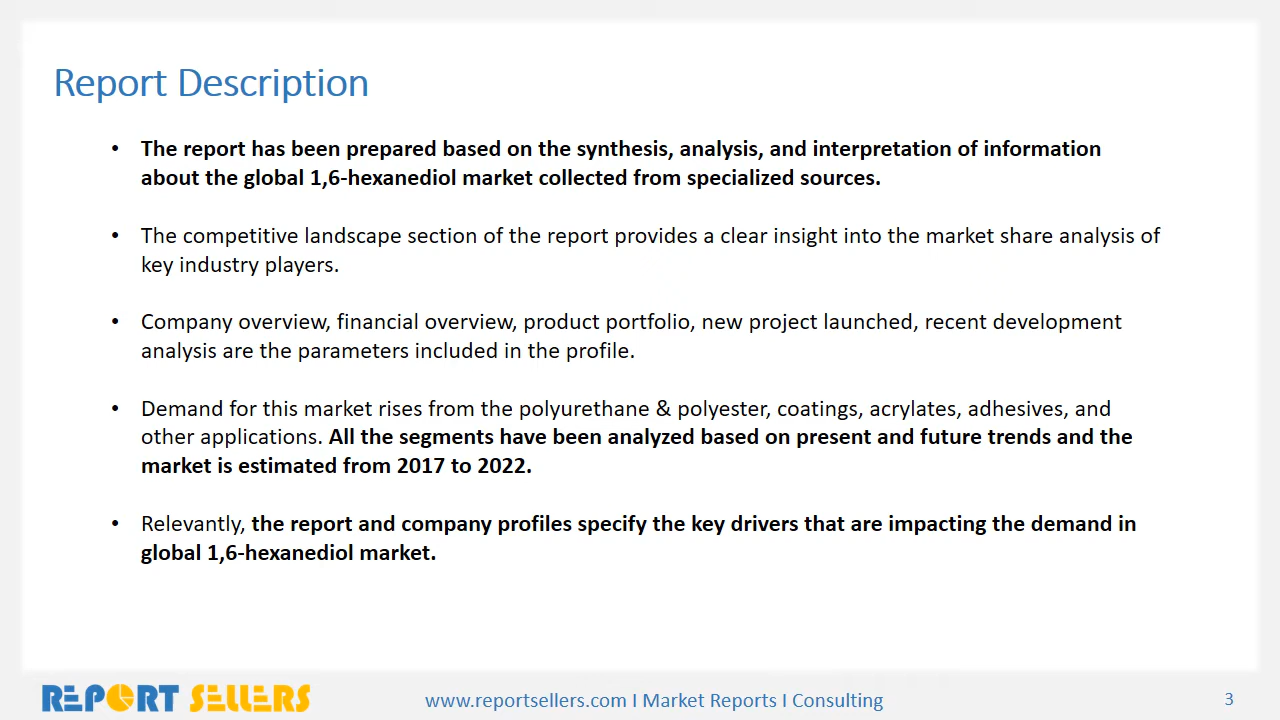 Report Description
• The report has been prepared based on the synthesis, analysis, and interpretation of information
about the global 1,6-hexanediol market collected from specialized sources.
• The competitive landscape section of the report provides a clear insight into the market share analysis of
key industry players.
• Company overview, financial overview, product portfolio, new project launched, recent development
analysis are the parameters included in the profile.
• Demand for this market rises from the polyurethane & polyester, coatings, acrylates, adhesives, and
other applications. All the segments have been analyzed based on present and future trends and the
market is estimated from 2017 to 2022.
• Relevantly, the report and company profiles specify the key drivers that are impacting the demand in
global 1,6-hexanediol market.
REPORT SELLERS
www.reportsellers.com I Market Reports I Consulting
3